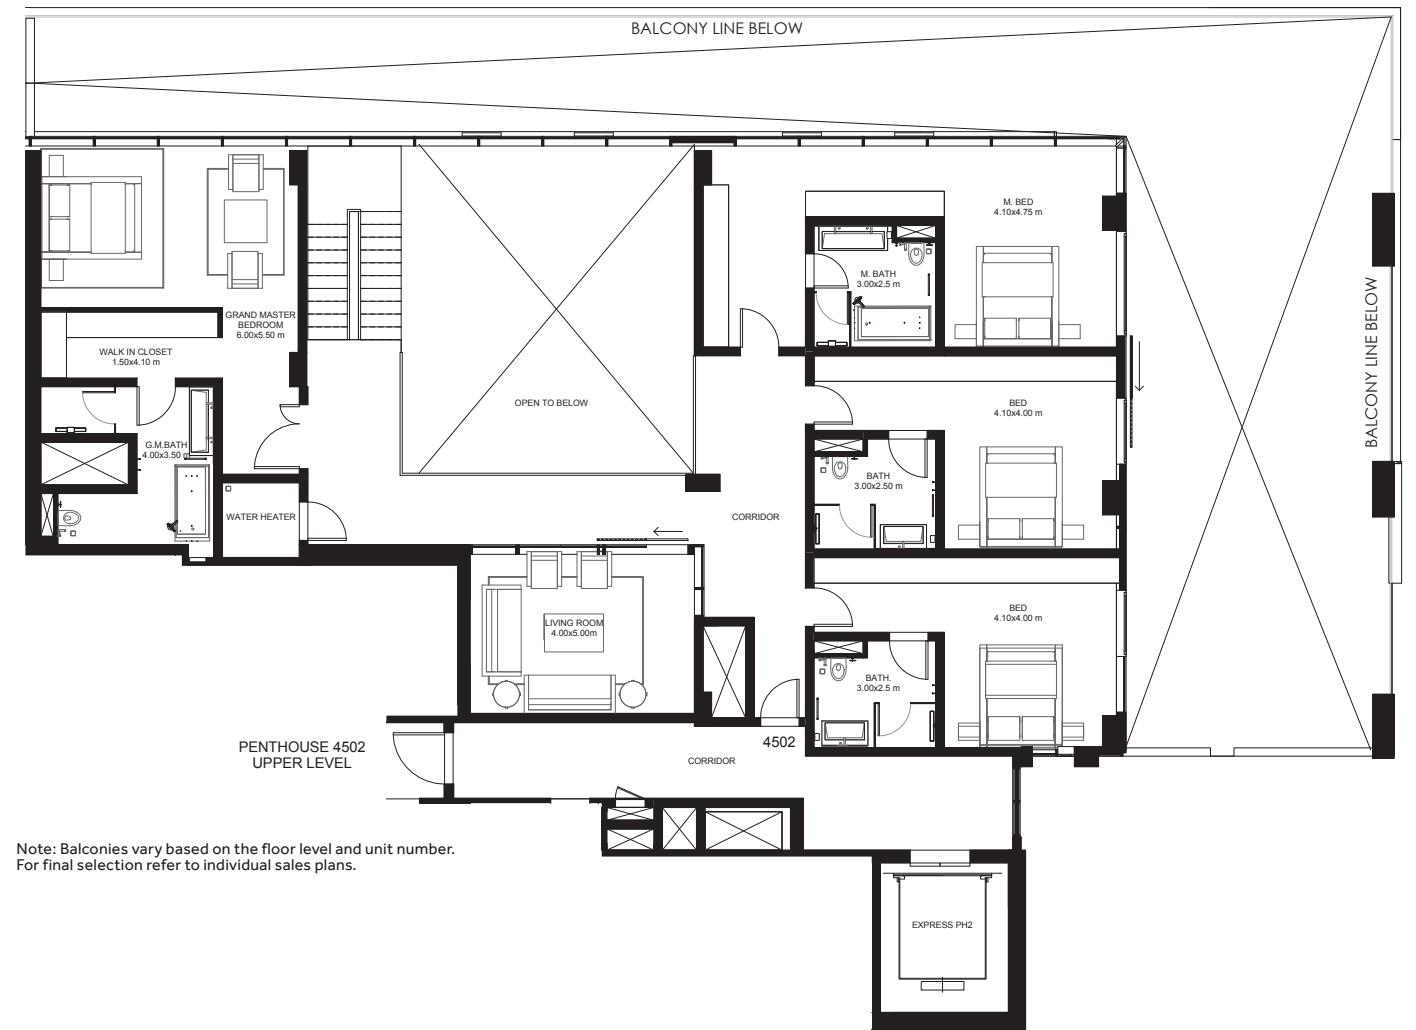 BALCONY LINE BELOW
M. BED
4.10x4.75 m
M. BATH
3.00x2.5 m
GRAND MASTER
BEDROOM
6.00x5.50 m
WALK IN CLOSET
1.50x4.10 m
BALCONY LINE BELOW
OPEN TO BELOW
BED
4.10x4.00 m
G.M.BATH
4.00x3.50 m
BATH
3.00x2.50 m
WATER HEATER
CORRIDOR
LIVING ROOM
4.00x5.00m
BED
4.10x4.00 m
BATH.
3.00x2.5 m
4502
PENTHOUSE 4502
UPPER LEVEL
CORRIDOR
Note: Balconies vary based on the floor level and unit number.
For final selection refer to individual sales plans.
EXPRESS PH2